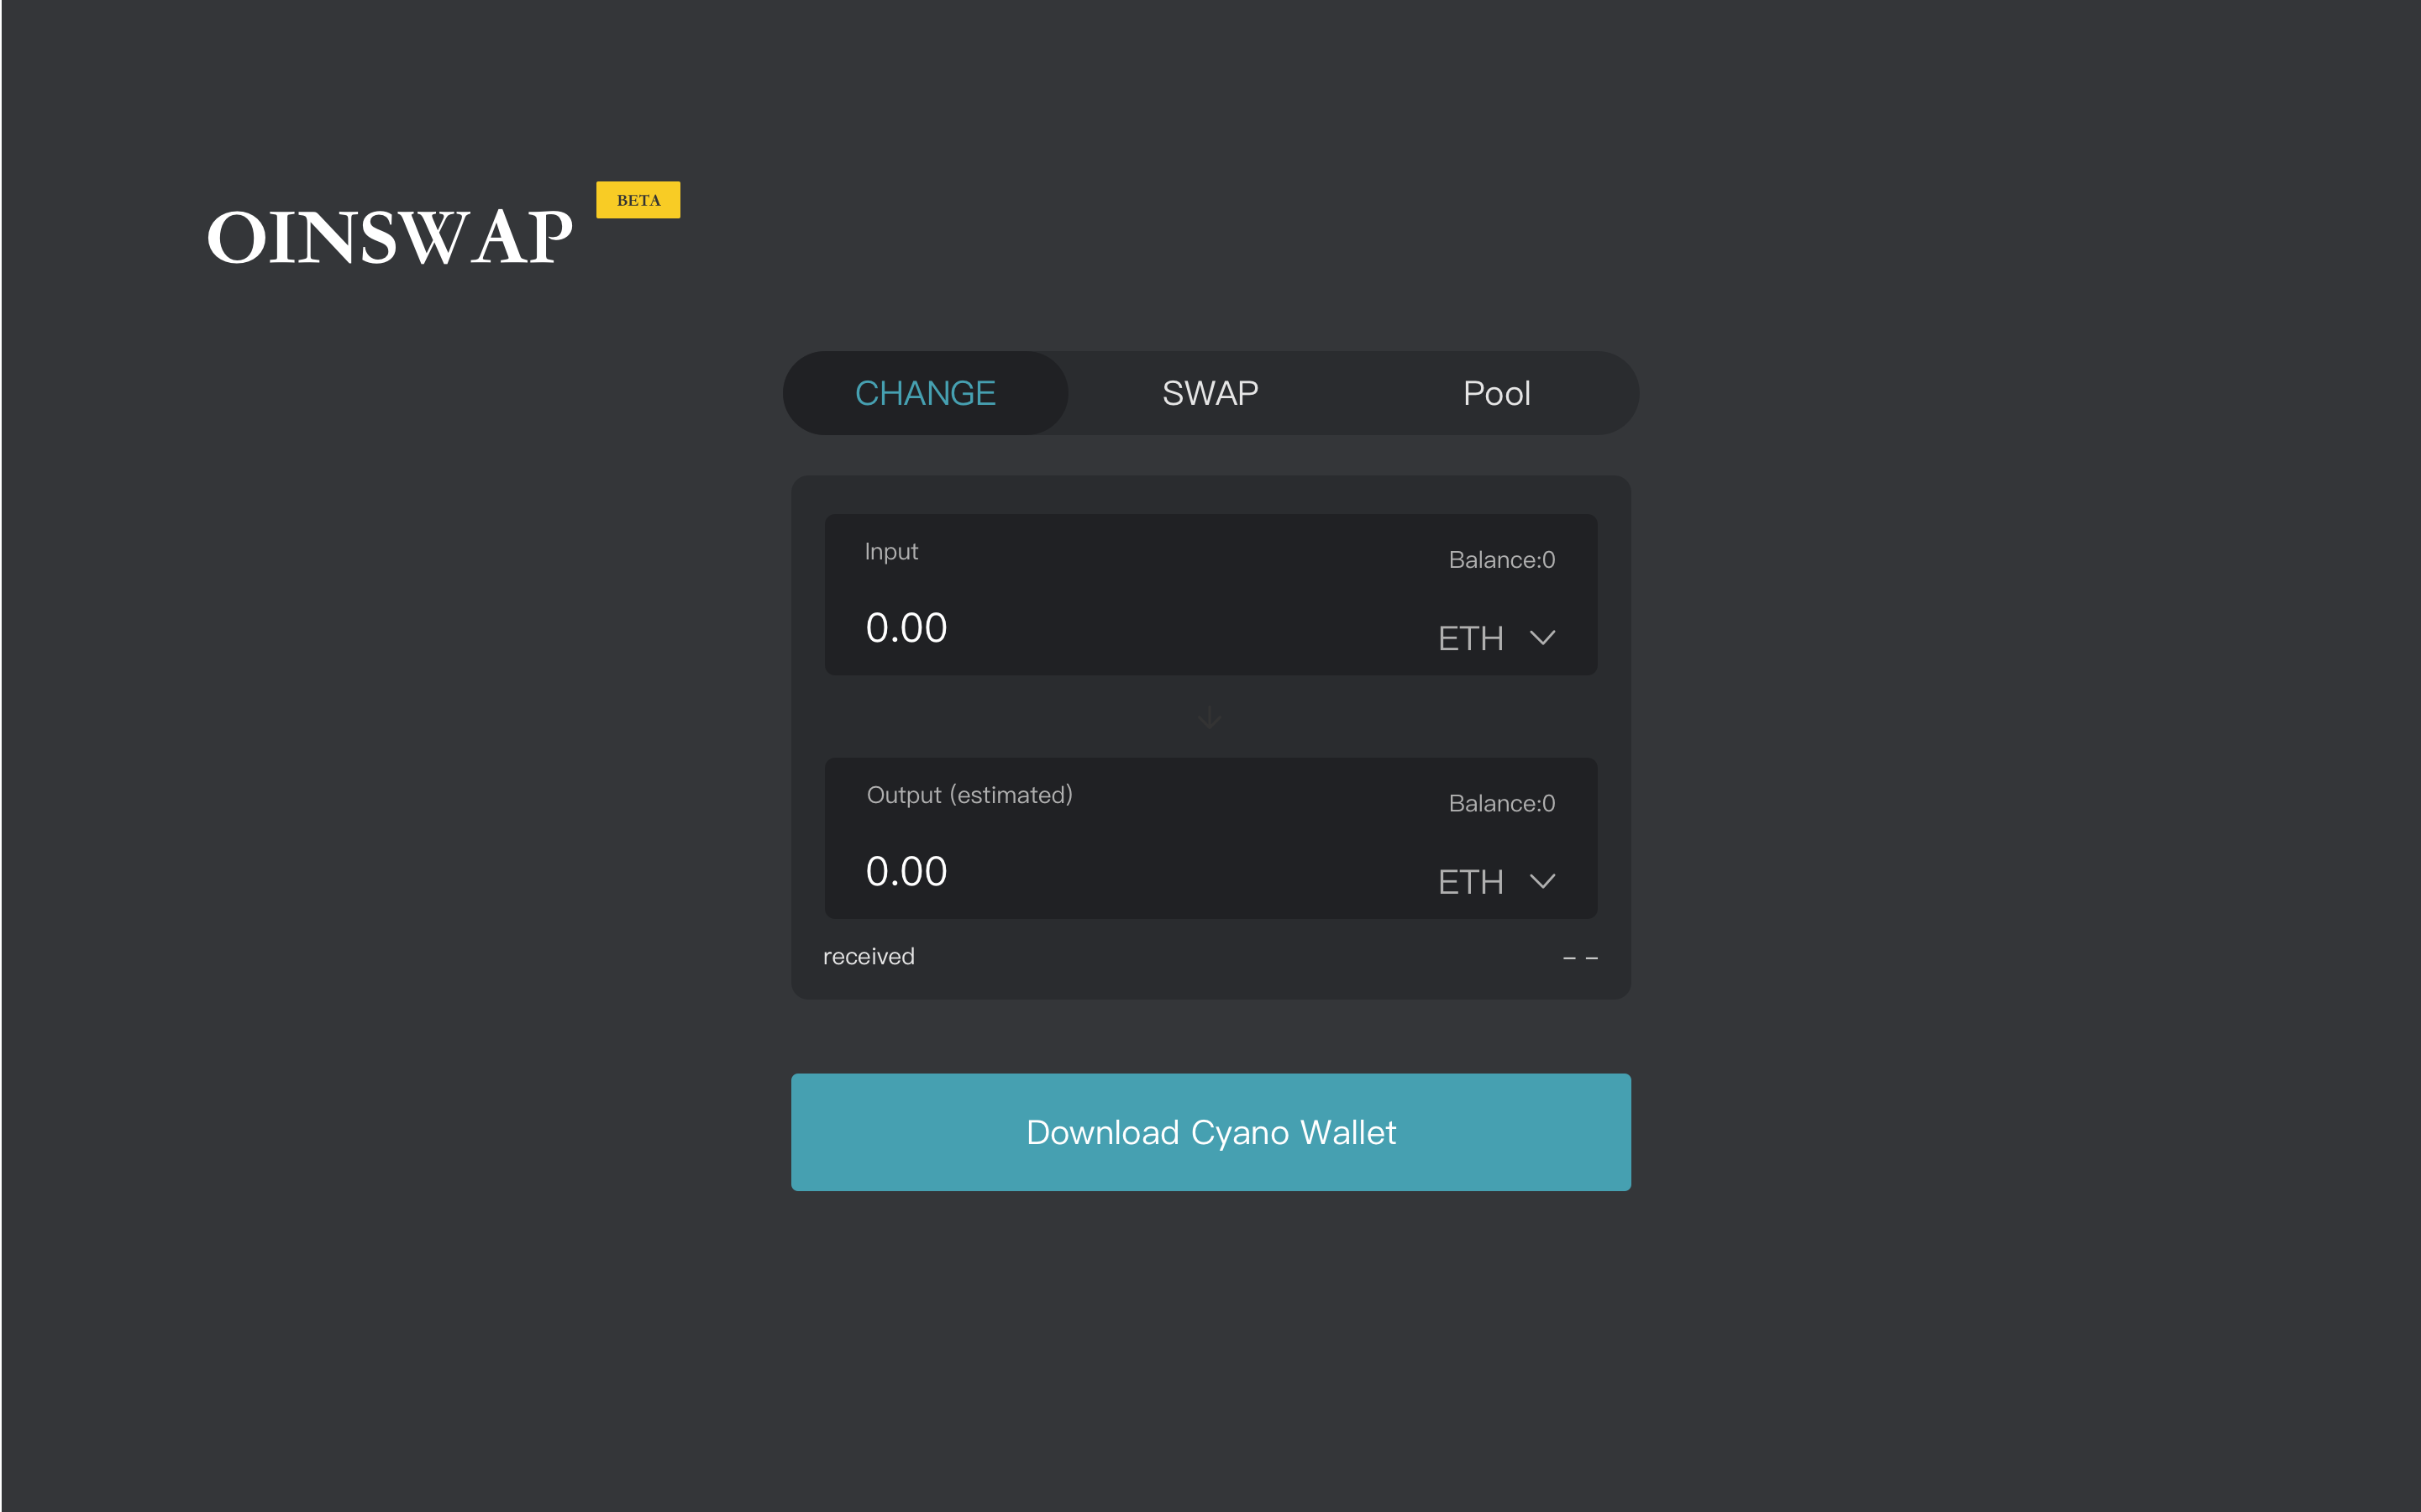 OINSWAP
BETA
CHANGE
SWAP
Pool
Input
Balance:0
0.00
ETH
Output (estimated)
Balance:0
0.00
ETH
received
– –
Download Cyano Wallet